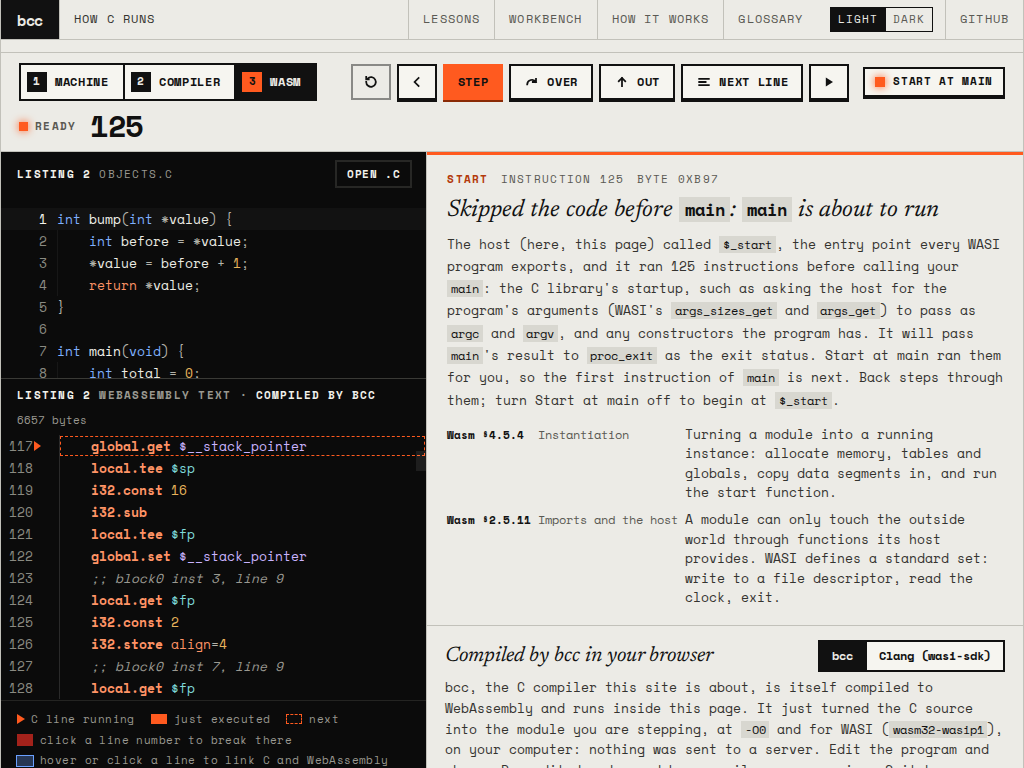 bcc HOW C RUNS LESSONS WORKBENCH HOW IT WORKS GLOSSARY LIGHT DARK GITHUB
1 MACHINE 2 COMPILER 3 WASM STEP OVER OUT NEXT LINE START AT MAIN
READY 125
LISTING 2 OBJECTS.C OPEN .C
1 int bump(int *value) {
2 int before = *value;
3 *value = before + 1;
4 return *value;
5 }
6
7 int main(void) {
8 int total = 0;
LISTING 2 WEBASSEMBLY TEXT · COMPILED BY BCC
6657 bytes
117 global.get $__stack_pointer
118 local.tee $sp
119 i32.const 16
120 i32.sub
121 local.tee $fp
122 global.set $__stack_pointer
123 ;; block0 inst 3, line 9
124 local.get $fp
125 i32.const 2
126 i32.store align=4
127 ;; block0 inst 7, line 9
128 local.get $fp
C line running just executed next
click a line number to break there
hover or click a line to link C and WebAssembly
START INSTRUCTION 125 BYTE 0XB97
Skipped the code before main: main is about to run
The host (here, this page) called $_start, the entry point every WASI
program exports, and it ran 125 instructions before calling your
main: the C library's startup, such as asking the host for the
program's arguments (WASI's args_sizes_get and args_get) to pass as
argc and argv, and any constructors the program has. It will pass
main's result to proc_exit as the exit status. Start at main ran them
for you, so the first instruction of main is next. Back steps through
them; turn Start at main off to begin at $_start.
Wasm §4.5.4 Instantiation Turning a module into a running
instance: allocate memory, tables and
globals, copy data segments in, and run
the start function.
Wasm §2.5.11 Imports and the host A module can only touch the outside
world through functions its host
provides. WASI defines a standard set:
write to a file descriptor, read the
clock, exit.
Compiled by bcc in your browser bcc Clang (wasi-sdk)
bcc, the C compiler this site is about, is itself compiled to
WebAssembly and runs inside this page. It just turned the C source
into the module you are stepping, at -O0 and for WASI (wasm32-wasip1),
on your computer: nothing was sent to a server. Edit the program and